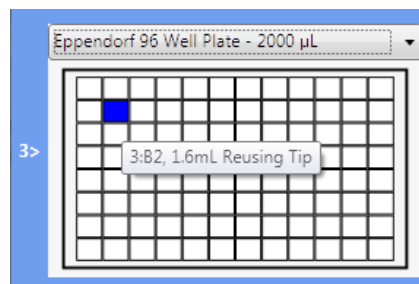 Eppendorf 96 Well Plate - 2000 µL
3>
3:B2, 1.6mL Reusing Tip